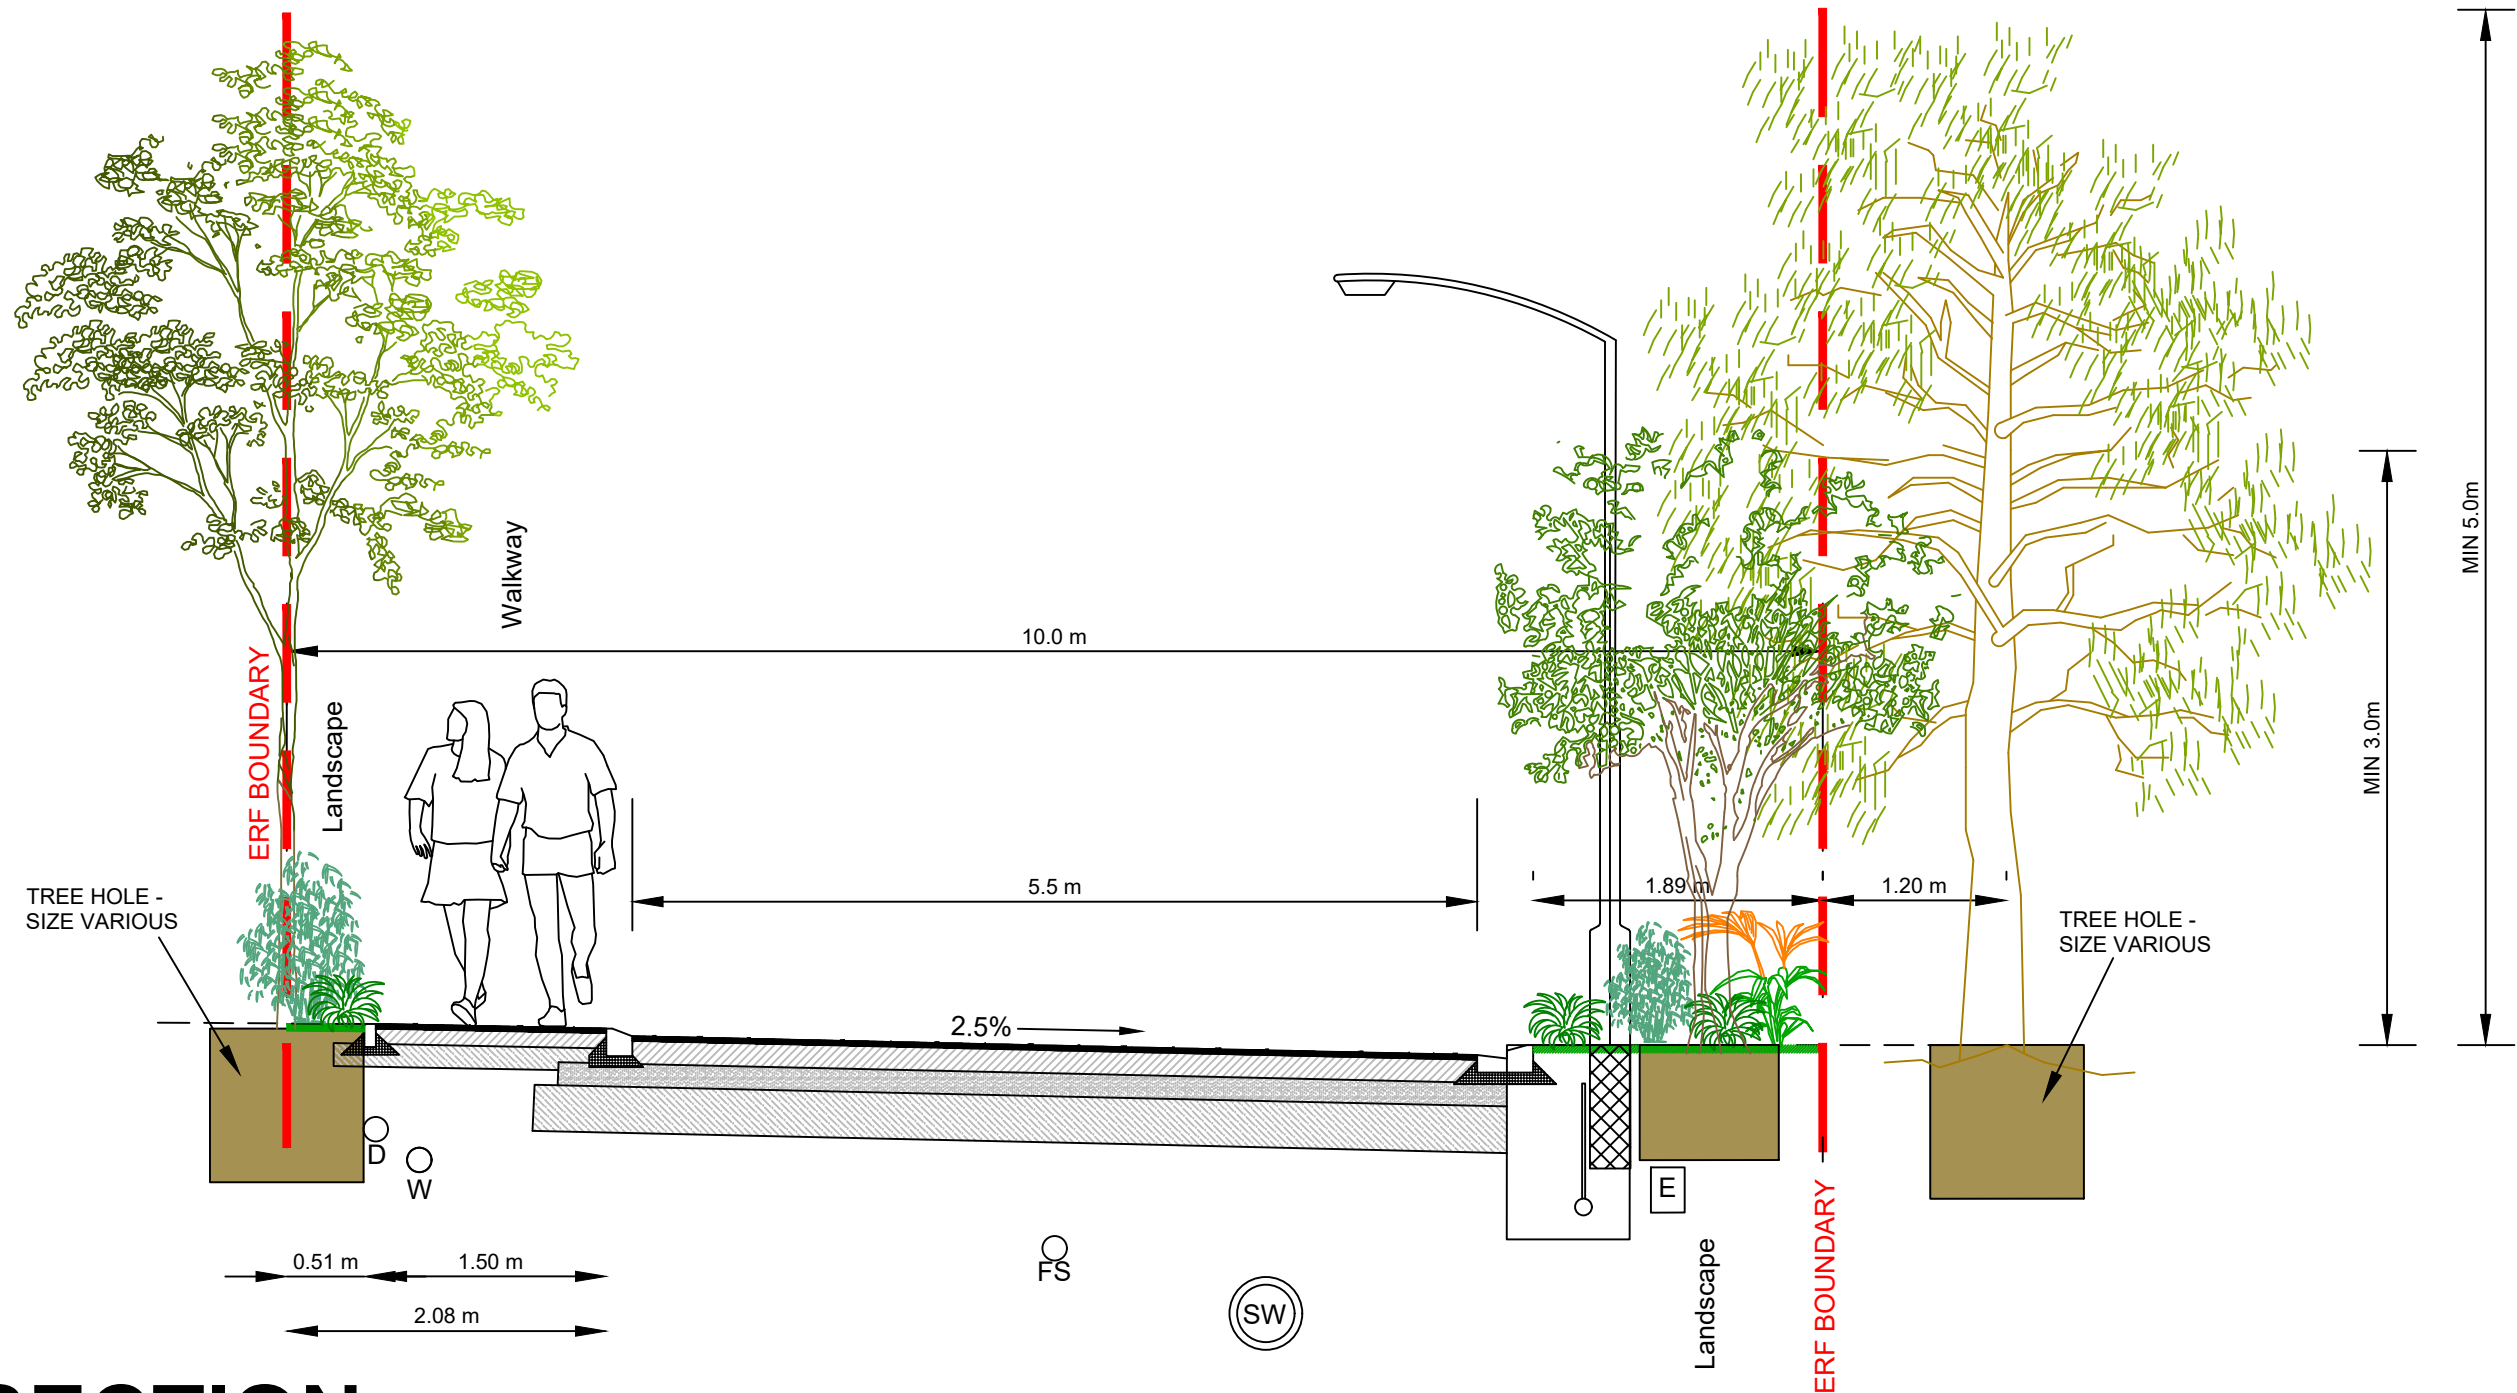 Walkway
10.0 m
ERF BOUNDARY
Landscape
MIN 5.0m
MIN 3.0m
5.5 m
1.89 m
1.20 m
TREE HOLE -
SIZE VARIOUS
TREE HOLE -
SIZE VARIOUS
2.5%
D
W
E
FS
SW
0.51 m
1.50 m
2.08 m
Landscape
ERF BOUNDARY
SECTION